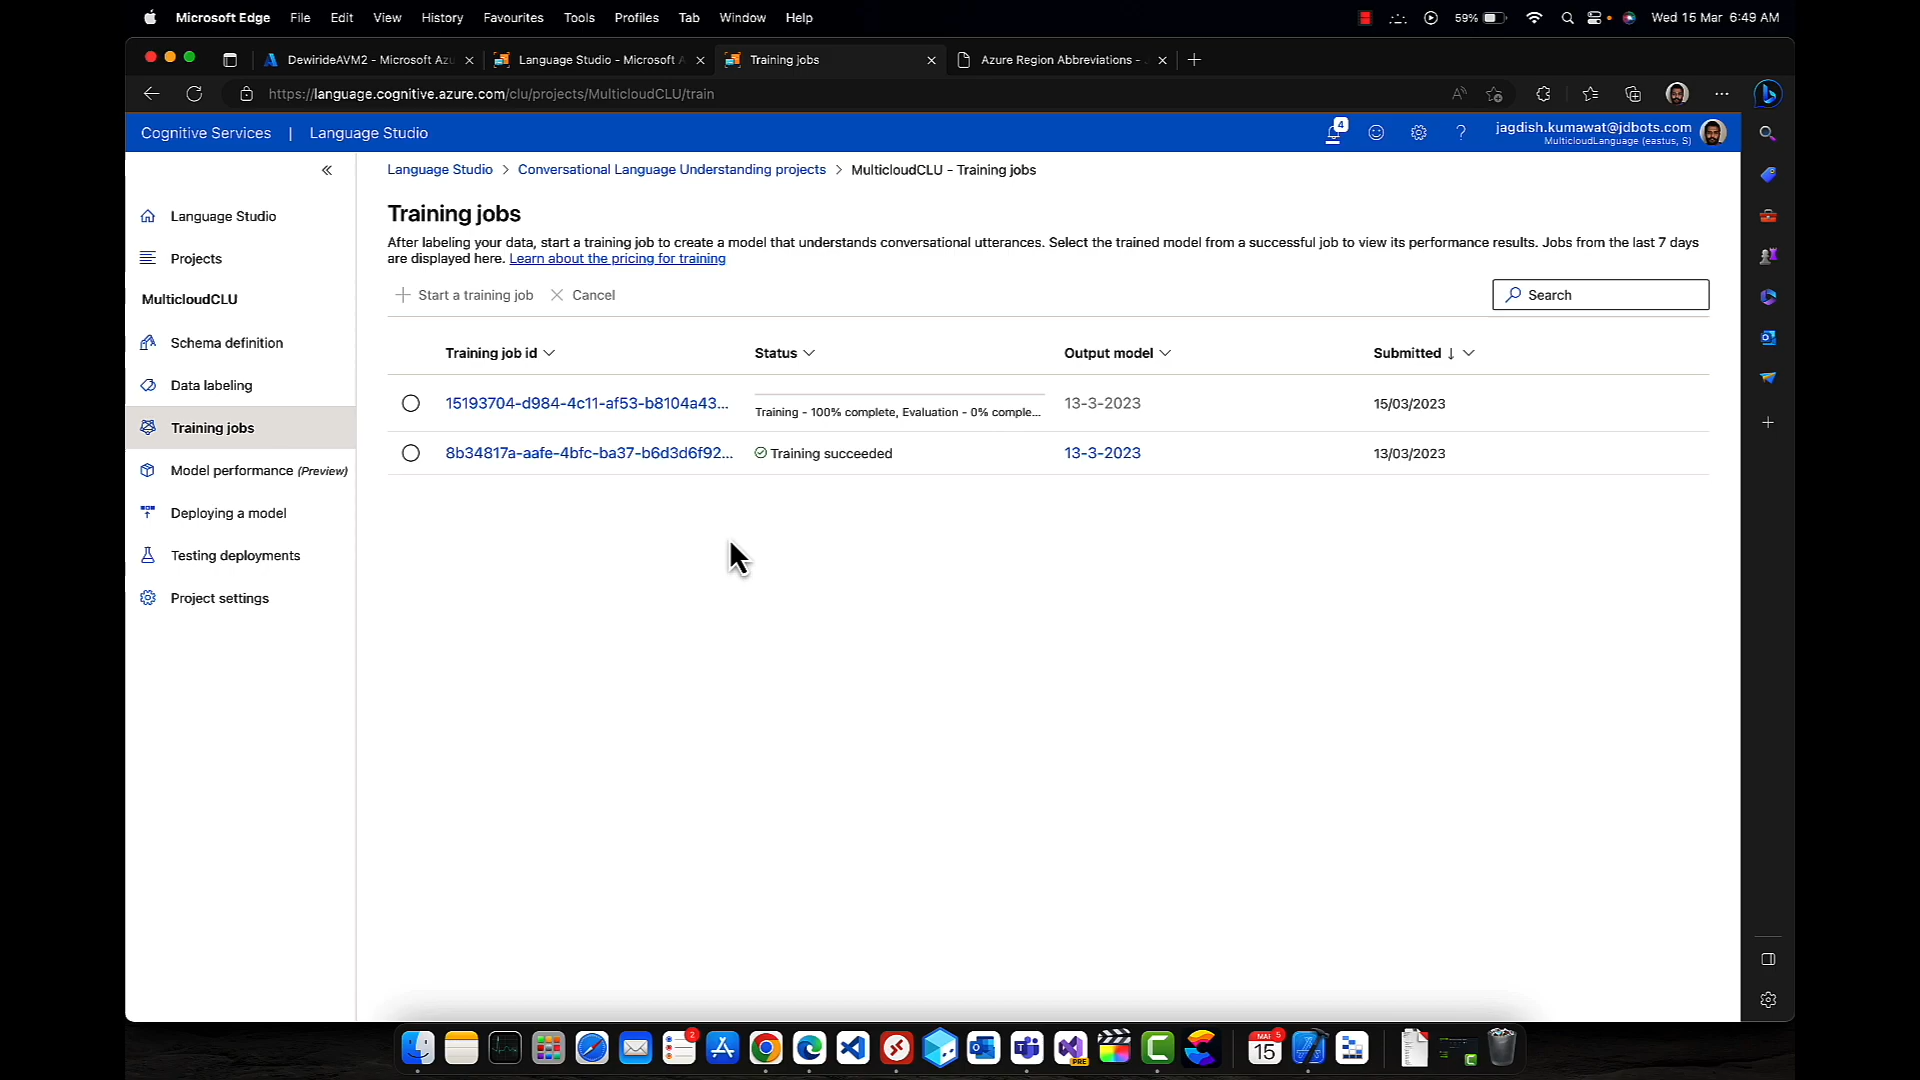 Microsoft Edge File Edit View History Favourites Tools Profiles Tab Window Help 59% Wed 15 Mar 6:49 AM
DewirideAVM2 - Microsoft Azu Language Studio - Microsoft A Training jobs Azure Region Abbreviations -
https://language.cognitive.azure.com/clu/projects/MulticloudCLU/train
Cognitive Services | Language Studio 4 jagdish.kumawat@jdbots.com
MulticloudLanguage (eastus, S)
Language Studio > Conversational Language Understanding projects > MulticloudCLU - Training jobs
Language Studio
Projects
MulticloudCLU
Schema definition
Data labeling
Training jobs
Model performance (Preview)
Deploying a model
Testing deployments
Project settings
Training jobs
After labeling your data, start a training job to create a model that understands conversational utterances. Select the trained model from a successful job to view its performance results. Jobs from the last 7 days
are displayed here. Learn about the pricing for training
Start a training job Cancel Search
Training job id Status Output model Submitted ↓
15193704-d984-4c11-af53-b8104a43... Training - 100% complete, Evaluation - 0% comple... 13-3-2023 15/03/2023
8b34817a-aafe-4bfc-ba37-b6d3d6f92... Training succeeded 13-3-2023 13/03/2023
2
PRE
5
15